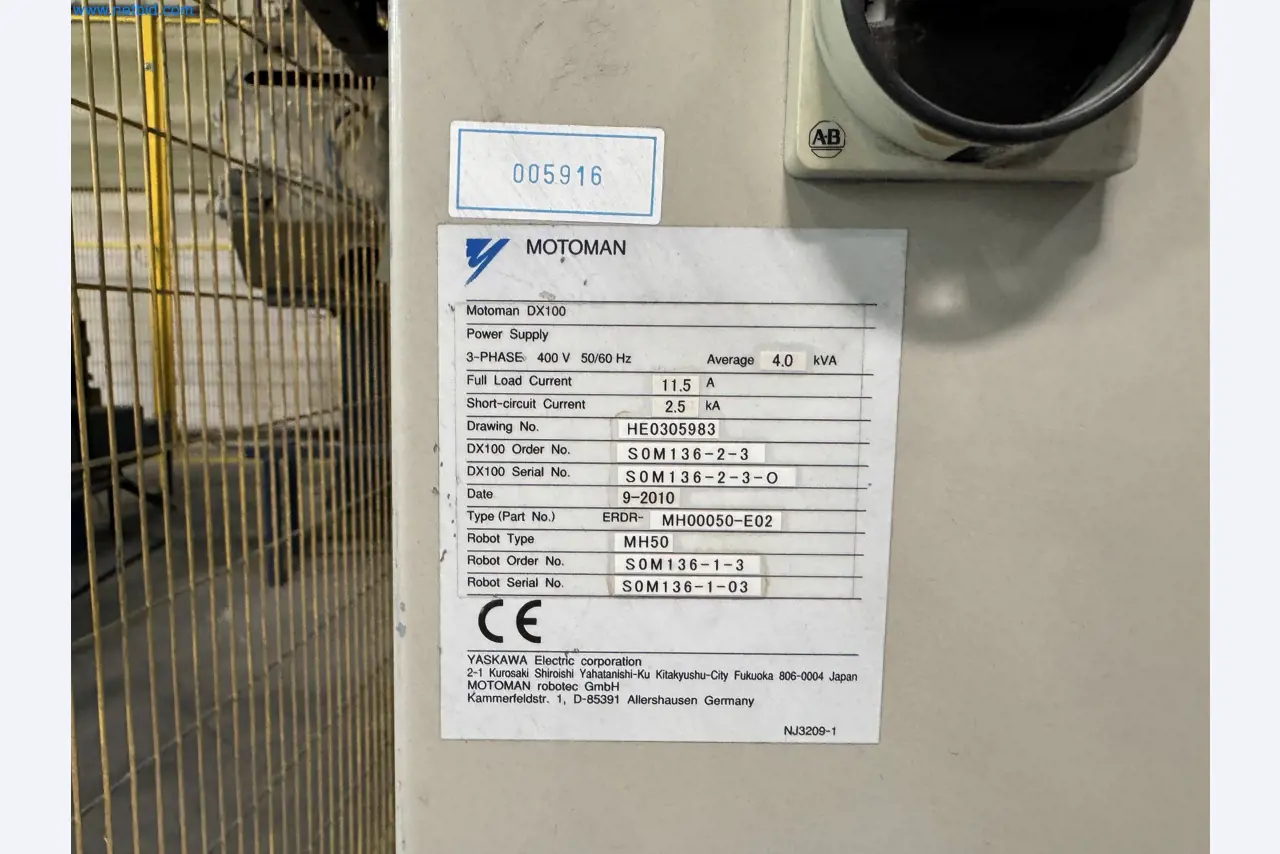 www.netbid.com
A-B
005916
MOTOMAN
Motoman DX100
Power Supply
3-PHASE 400 V 50/60 Hz Average 4.0 kVA
Full Load Current 11.5 A
Short-circuit Current 2.5 kA
Drawing No. HE0305983
DX100 Order No. S0M136-2-3
DX100 Serial No. S0M136-2-3-0
Date 9-2010
Type (Part No.) ERDR- MH00050-E02
Robot Type MH50
Robot Order No. S0M136-1-3
Robot Serial No. S0M136-1-03
CE
YASKAWA Electric corporation
2-1 Kurosaki Shiroishi Yahatanishi-Ku Kitakyushu-City Fukuoka 806-0004 Japan
MOTOMAN robotec GmbH
Kammerfeldstr. 1, D-85391 Allershausen Germany
NJ3209-1